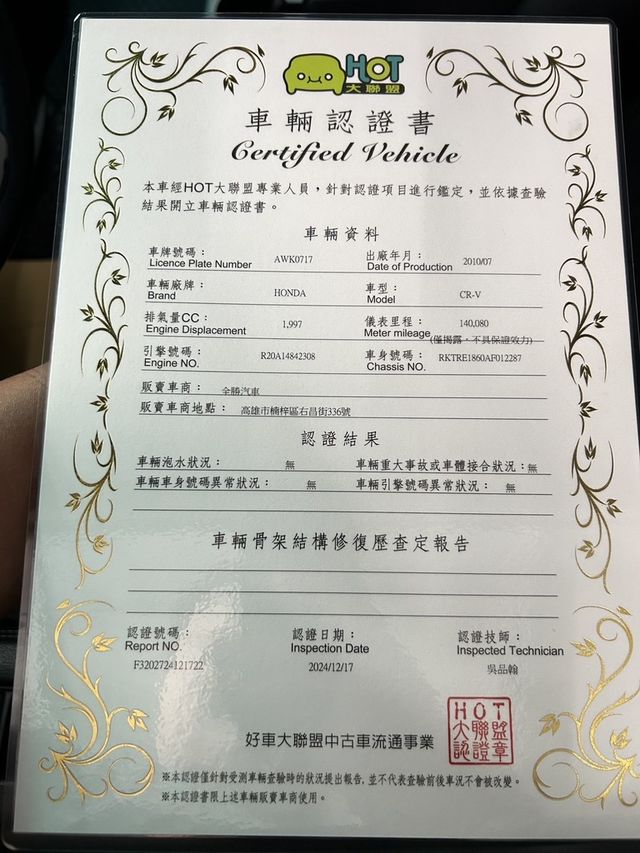 HOT
大聯盟
車輛認證書
Certified Vehicle
本車經HOT大聯盟專業人員，針對認證項目進行鑑定，並依據查驗
結果開立車輛認證書。
車輛資料
車牌號碼： AWK0717 出廠年月： 2010/07
Licence Plate Number Date of Production
車輛廠牌： HONDA 車型： CR-V
Brand Model
排氣量CC： 1,997 儀表里程： 140,080
Engine Displacement Meter mileage (僅揭露，不具保證效力)
引擎號碼： R20A14842308 車身號碼： RKTRE1860AF012287
Engine NO. Chassis NO.
販賣車商： 全勝汽車
販賣車商地點： 高雄市楠梓區右昌街336號
認證結果
車輛泡水狀況： 無 車輛重大事故或車體接合狀況：無
車輛車身號碼異常狀況： 無 車輛引擎號碼異常狀況： 無
車輛骨架結構修復歷查定報告
認證號碼： 認證日期： 認證技師：
Report NO. Inspection Date Inspected Technician
F3202724121722 2024/12/17 吳品翰
好車大聯盟中古車流通事業
HOT盟
大聯章
認證
※本認證僅針對受測車輛查驗時的狀況提出報告，並不代表查驗前後車況不會被改變。
※本認證書限上述車輛販賣車商使用。